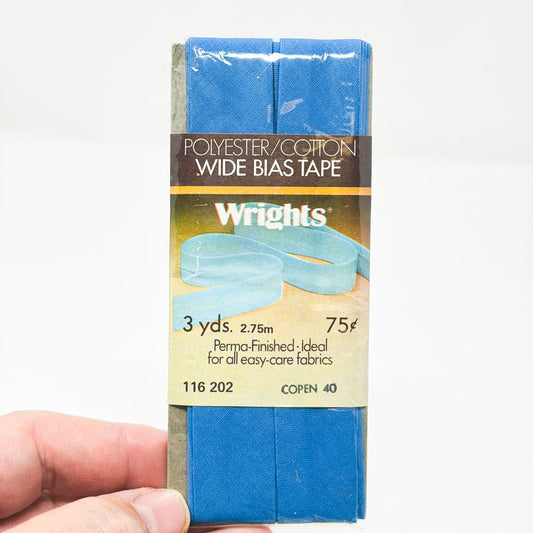 POLYESTER/COTTON
WIDE BIAS TAPE
Wrights®
3 yds. 2.75m 75¢
Perma-Finished · Ideal
for all easy-care fabrics
116 202 COPEN 40